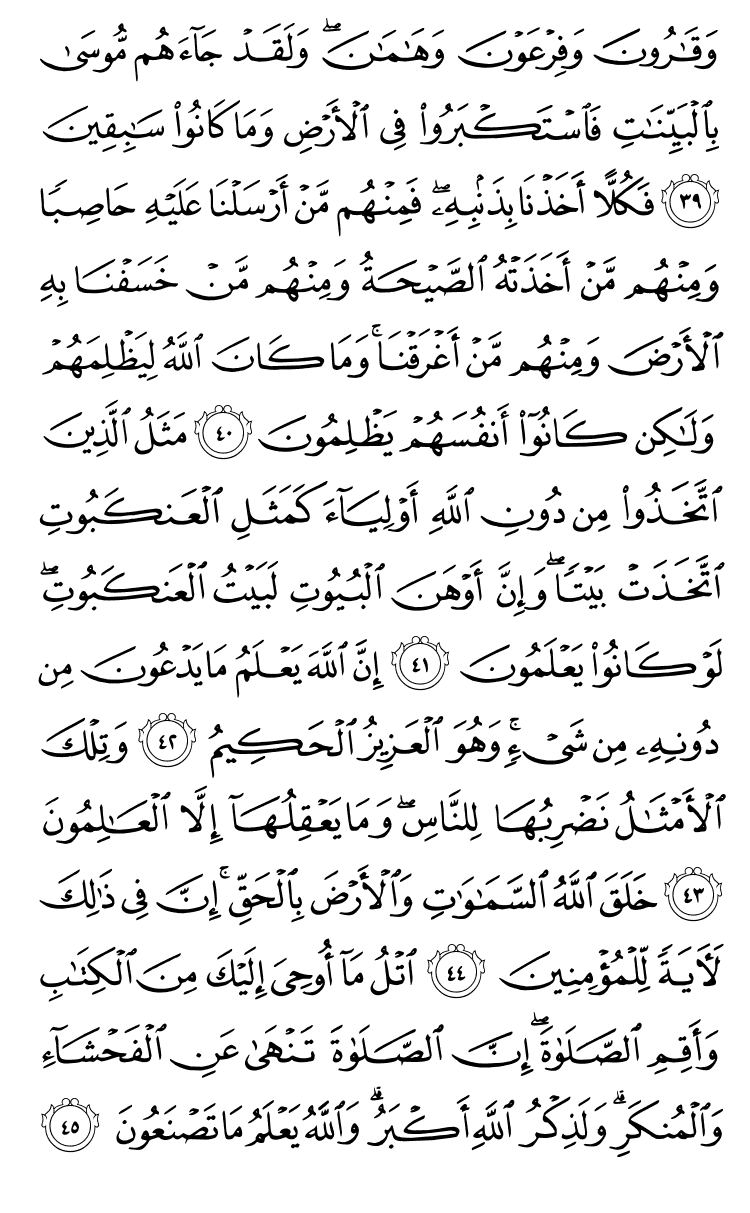 وَقَٰرُونَ وَفِرْعَوْنَ وَهَٰمَٰنَ ۖ وَلَقَدْ جَآءَهُم مُّوسَىٰ
بِٱلْبَيِّنَٰتِ فَٱسْتَكْبَرُوا۟ فِى ٱلْأَرْضِ وَمَا كَانُوا۟ سَٰبِقِينَ
٣٩ فَكُلًّا أَخَذْنَا بِذَنۢبِهِۦ ۖ فَمِنْهُم مَّنْ أَرْسَلْنَا عَلَيْهِ حَاصِبًا
وَمِنْهُم مَّنْ أَخَذَتْهُ ٱلصَّيْحَةُ وَمِنْهُم مَّنْ خَسَفْنَا بِهِ
ٱلْأَرْضَ وَمِنْهُم مَّنْ أَغْرَقْنَا ۚ وَمَا كَانَ ٱللَّهُ لِيَظْلِمَهُمْ
وَلَٰكِن كَانُوٓا۟ أَنفُسَهُمْ يَظْلِمُونَ ٤٠ مَثَلُ ٱلَّذِينَ
ٱتَّخَذُوا۟ مِن دُونِ ٱللَّهِ أَوْلِيَآءَ كَمَثَلِ ٱلْعَنكَبُوتِ
ٱتَّخَذَتْ بَيْتًا ۖ وَإِنَّ أَوْهَنَ ٱلْبُيُوتِ لَبَيْتُ ٱلْعَنكَبُوتِ ۖ
لَوْ كَانُوا۟ يَعْلَمُونَ ٤١ إِنَّ ٱللَّهَ يَعْلَمُ مَا يَدْعُونَ مِن
دُونِهِۦ مِن شَىْءٍ ۚ وَهُوَ ٱلْعَزِيزُ ٱلْحَكِيمُ ٤٢ وَتِلْكَ
ٱلْأَمْثَٰلُ نَضْرِبُهَا لِلنَّاسِ ۖ وَمَا يَعْقِلُهَآ إِلَّا ٱلْعَٰلِمُونَ
٤٣ خَلَقَ ٱللَّهُ ٱلسَّمَٰوَٰتِ وَٱلْأَرْضَ بِٱلْحَقِّ ۚ إِنَّ فِى ذَٰلِكَ
لَءَايَةً لِّلْمُؤْمِنِينَ ٤٤ ٱتْلُ مَآ أُوحِىَ إِلَيْكَ مِنَ ٱلْكِتَٰبِ
وَأَقِمِ ٱلصَّلَوٰةَ ۖ إِنَّ ٱلصَّلَوٰةَ تَنْهَىٰ عَنِ ٱلْفَحْشَآءِ
وَٱلْمُنكَرِ ۗ وَلَذِكْرُ ٱللَّهِ أَكْبَرُ ۗ وَٱللَّهُ يَعْلَمُ مَا تَصْنَعُونَ ٤٥